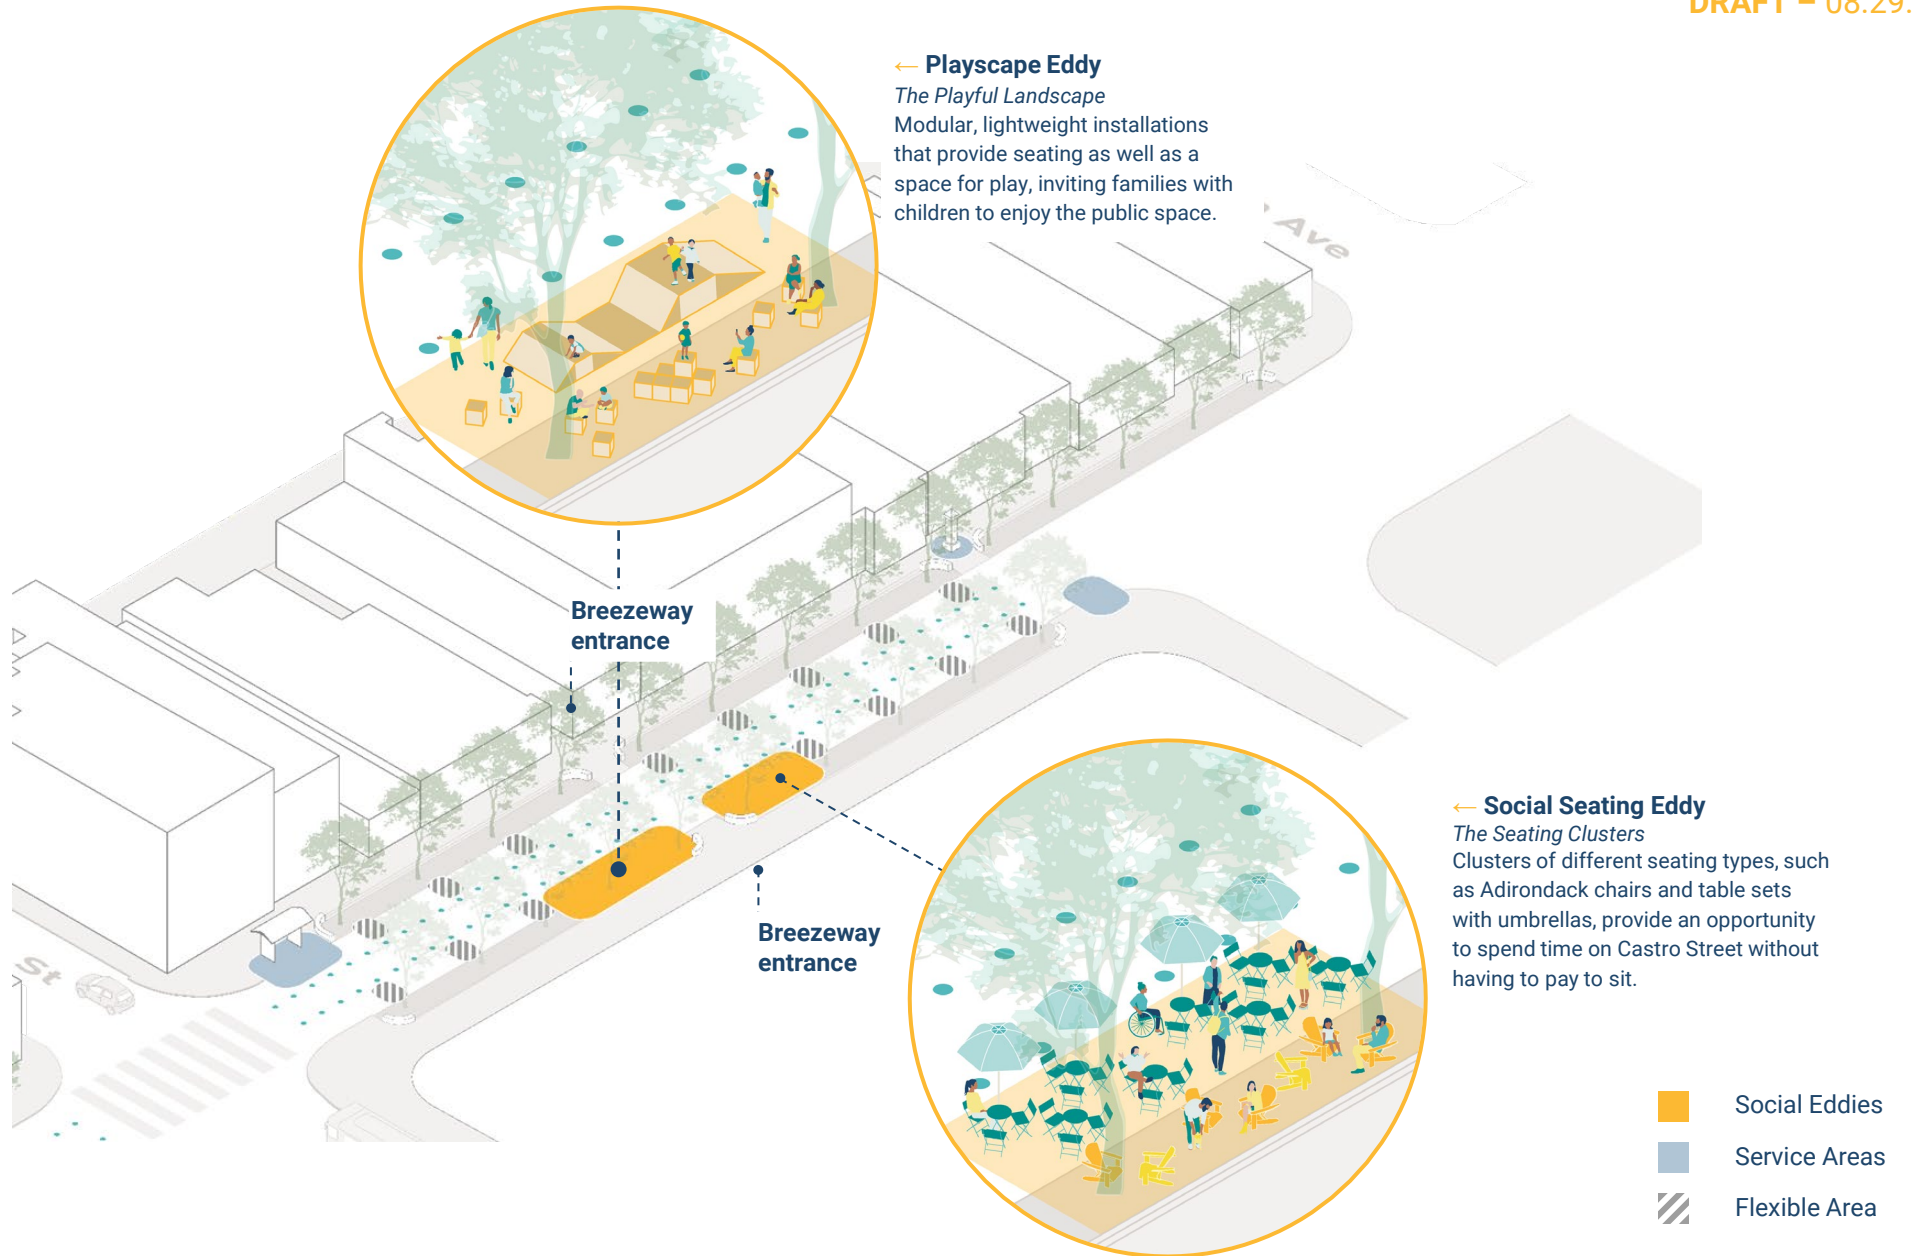 DRAFT – 08.29.
← Playscape Eddy
The Playful Landscape
Modular, lightweight installations
that provide seating as well as a
space for play, inviting families with
children to enjoy the public space.
Ave
Breezeway
entrance
← Social Seating Eddy
The Seating Clusters
Clusters of different seating types, such
as Adirondack chairs and table sets
with umbrellas, provide an opportunity
to spend time on Castro Street without
having to pay to sit.
Breezeway
entrance
St
Social Eddies
Service Areas
Flexible Area